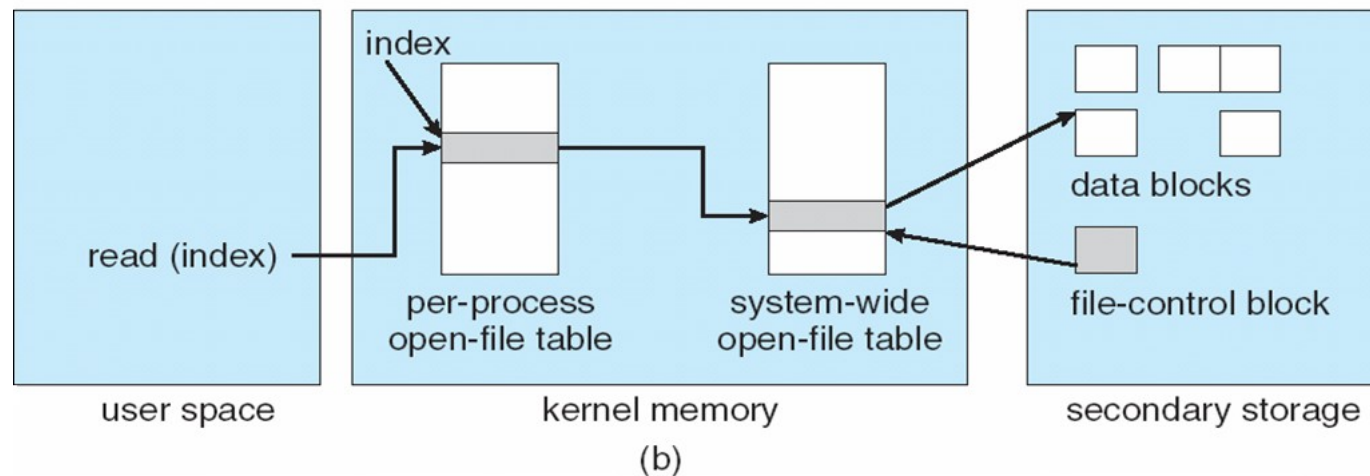 index
read (index)
per-process
open-file table
system-wide
open-file table
data blocks
file-control block
user space
kernel memory
secondary storage
(b)